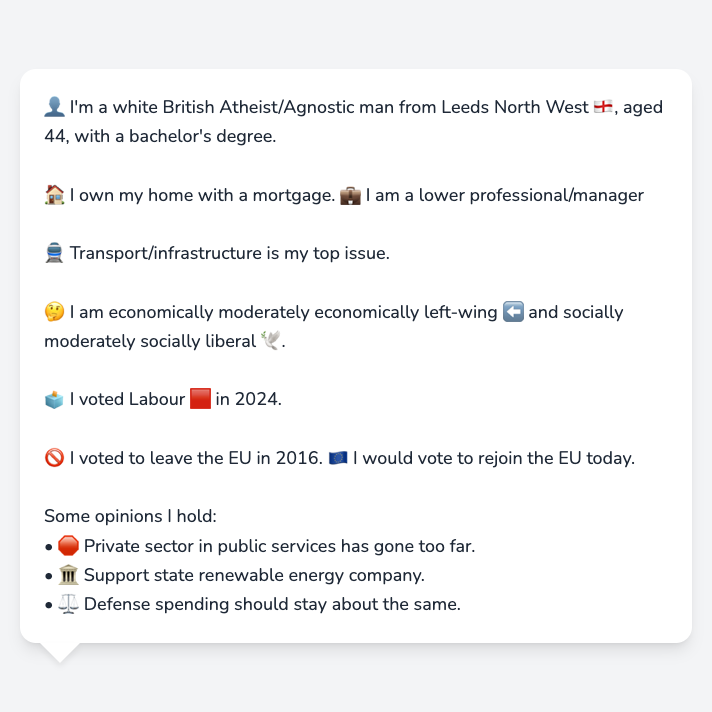 👤 I'm a white British Atheist/Agnostic man from Leeds North West 🏴󠁧󠁢󠁥󠁮󠁧󠁿, aged
44, with a bachelor's degree.
🏠 I own my home with a mortgage. 💼 I am a lower professional/manager
🚆 Transport/infrastructure is my top issue.
🤔 I am economically moderately economically left-wing ⬅️ and socially
moderately socially liberal 🕊️.
🗳️ I voted Labour 🟥 in 2024.
🚫 I voted to leave the EU in 2016. 🇪🇺 I would vote to rejoin the EU today.
Some opinions I hold:
• 🛑 Private sector in public services has gone too far.
• 🏛️ Support state renewable energy company.
• ⚖️ Defense spending should stay about the same.